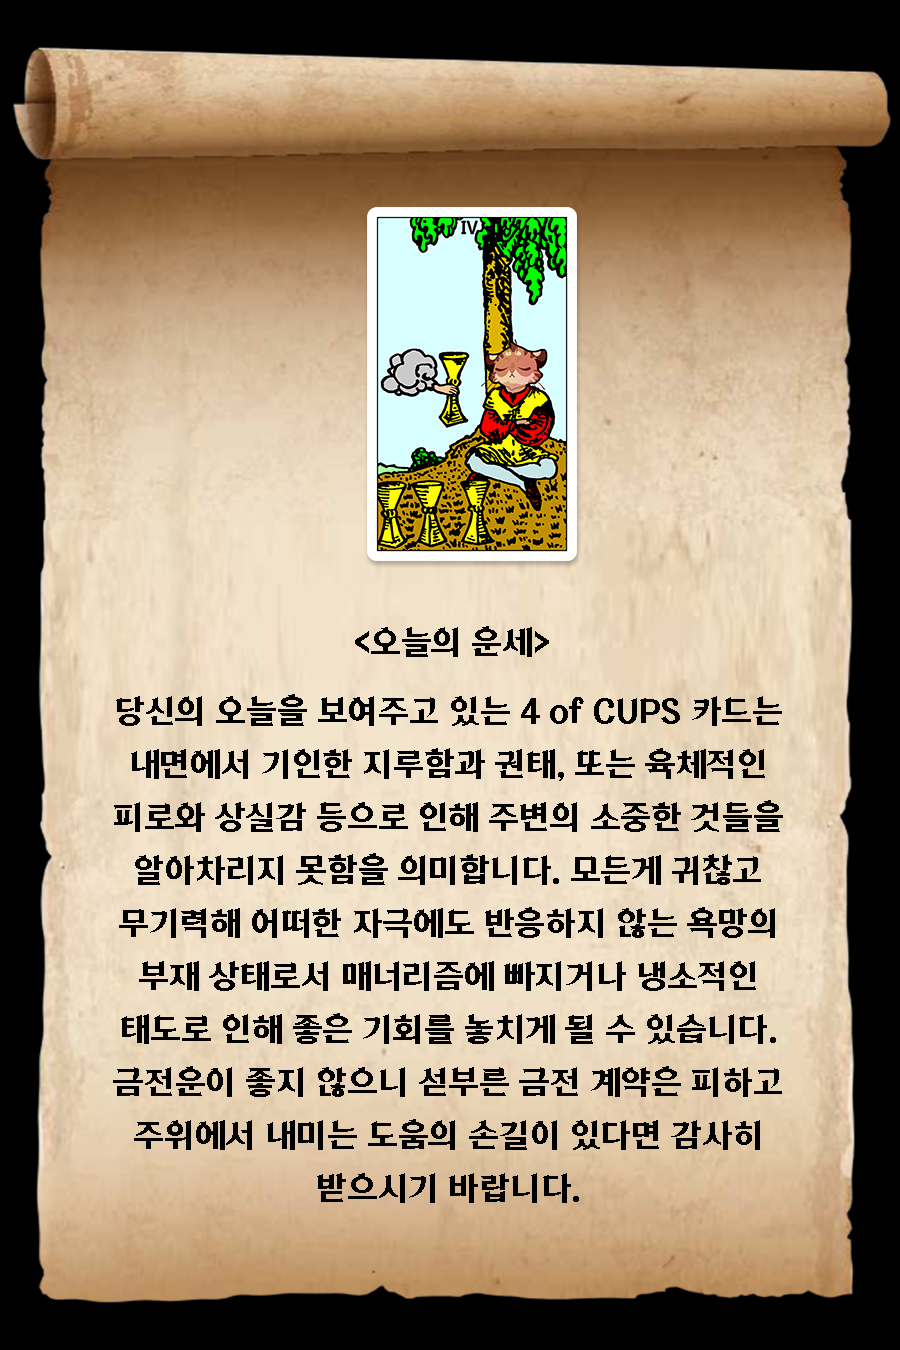 IV
<오늘의 운세>
당신의 오늘을 보여주고 있는 4 of CUPS 카드는
내면에서 기인한 지루함과 권태, 또는 육체적인
피로와 상실감 등으로 인해 주변의 소중한 것들을
알아차리지 못함을 의미합니다. 모든게 귀찮고
무기력해 어떠한 자극에도 반응하지 않는 욕망의
부재 상태로서 매너리즘에 빠지거나 냉소적인
태도로 인해 좋은 기회를 놓치게 될 수 있습니다.
금전운이 좋지 않으니 섣부른 금전 계약은 피하고
주위에서 내미는 도움의 손길이 있다면 감사히
받으시기 바랍니다.